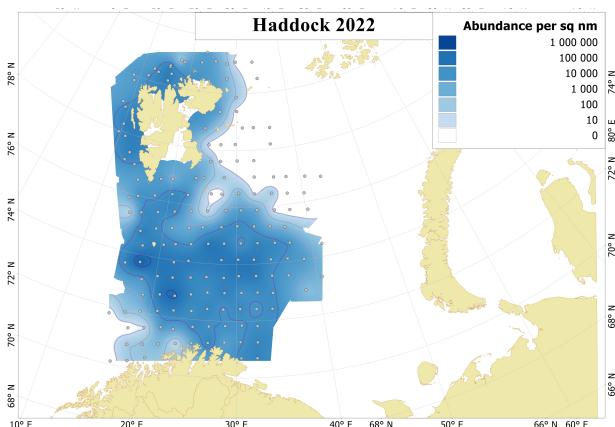 Haddock 2022
Abundance per sq nm
1 000 000
100 000
10 000
1 000
100
10
0
78° N
76° N
74° N
72° N
70° N
68° N
74° N
80° E
72° N
70° N
68° N
66° N
10° E
20° E
30° E
40° E
68° N
50° E
66° N
60° E